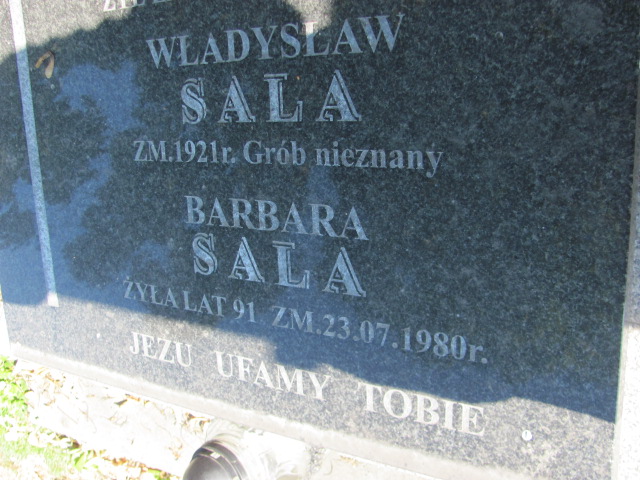 WŁADYSŁAW
SALA
ZM.1921r. Grób nieznany
BARBARA
SALA
ŻYŁA LAT 91 ZM.23.07.1980r.
JEZU UFAMY TOBIE